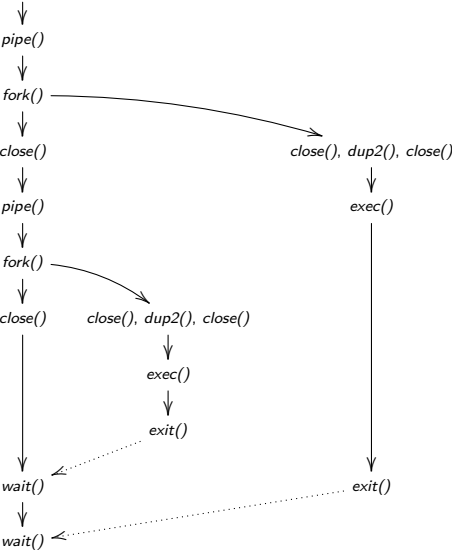 pipe()
fork()
close()
close(), dup2(), close()
pipe()
exec()
fork()
close()
close(), dup2(), close()
exec()
exit()
wait()
exit()
wait()